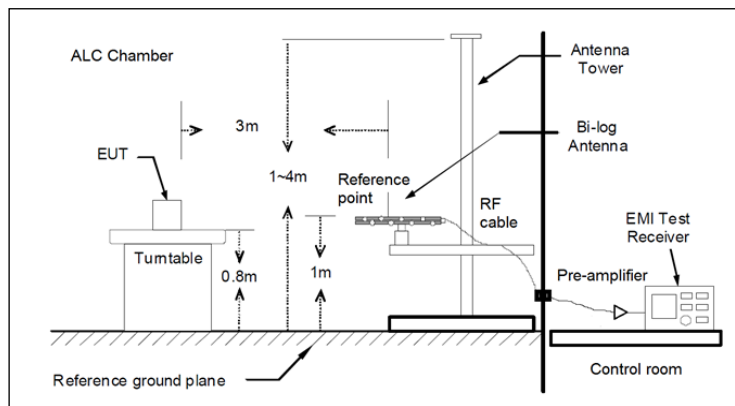 ALC Chamber
Antenna
Tower
3m
Bi-log
Antenna
EUT
1~4m
Reference
point
RF
cable
EMI Test
Receiver
Turntable
0.8m
1m
Pre-amplifier
Reference ground plane
Control room